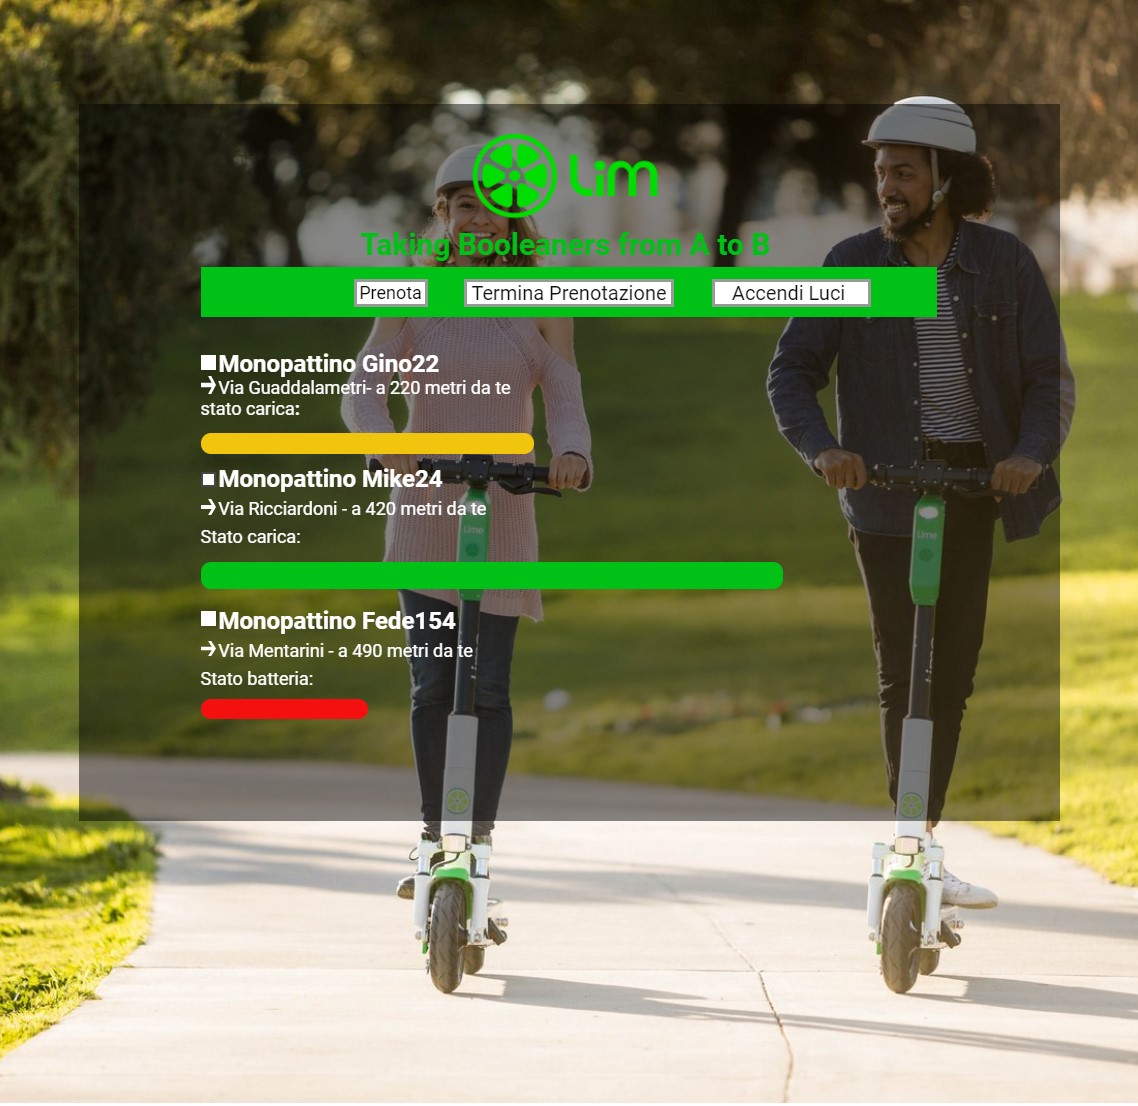 Lim
Taking Booleaners from A to B
Prenota Termina Prenotazione Accendi Luci
Monopattino Gino22
Via Guaddalametri- a 220 metri da te
stato carica:
Monopattino Mike24
Via Ricciardoni - a 420 metri da te
Lime Lime
Stato carica:
Monopattino Fede154
Via Mentarini - a 490 metri da te
Stato batteria: